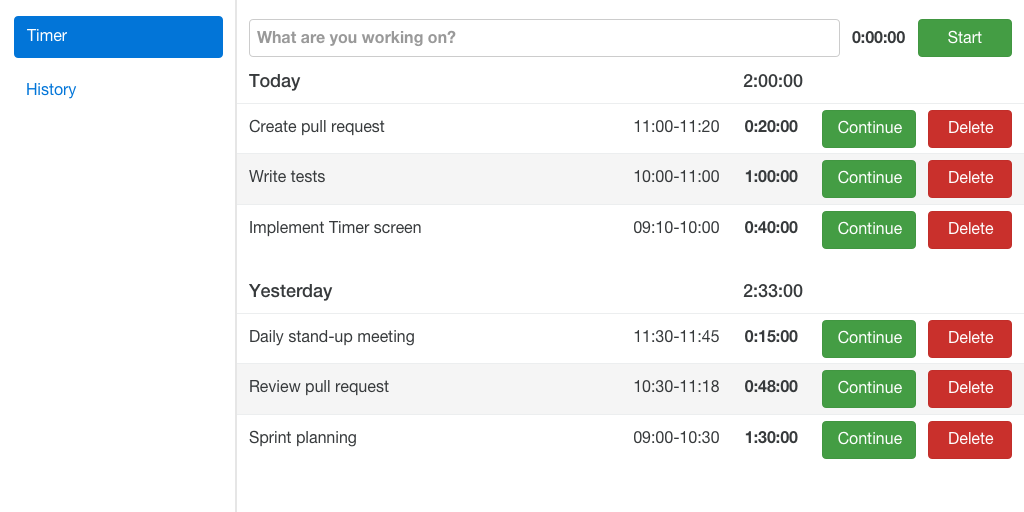 Timer
History
What are you working on? 0:00:00 Start
Today 2:00:00
Create pull request 11:00-11:20 0:20:00 Continue Delete
Write tests 10:00-11:00 1:00:00 Continue Delete
Implement Timer screen 09:10-10:00 0:40:00 Continue Delete
Yesterday 2:33:00
Daily stand-up meeting 11:30-11:45 0:15:00 Continue Delete
Review pull request 10:30-11:18 0:48:00 Continue Delete
Sprint planning 09:00-10:30 1:30:00 Continue Delete